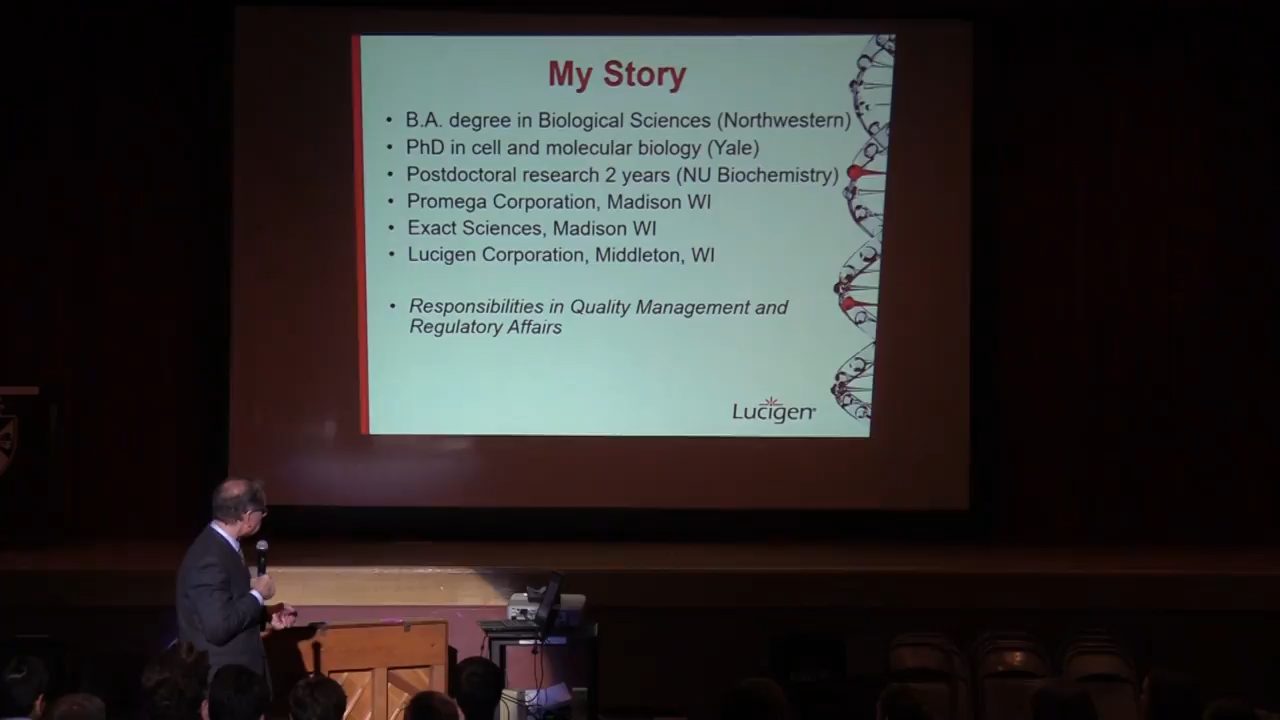 My Story
• B.A. degree in Biological Sciences (Northwestern)
• PhD in cell and molecular biology (Yale)
• Postdoctoral research 2 years (NU Biochemistry)
• Promega Corporation, Madison WI
• Exact Sciences, Madison WI
• Lucigen Corporation, Middleton, WI
• Responsibilities in Quality Management and
Regulatory Affairs
Lucigen®